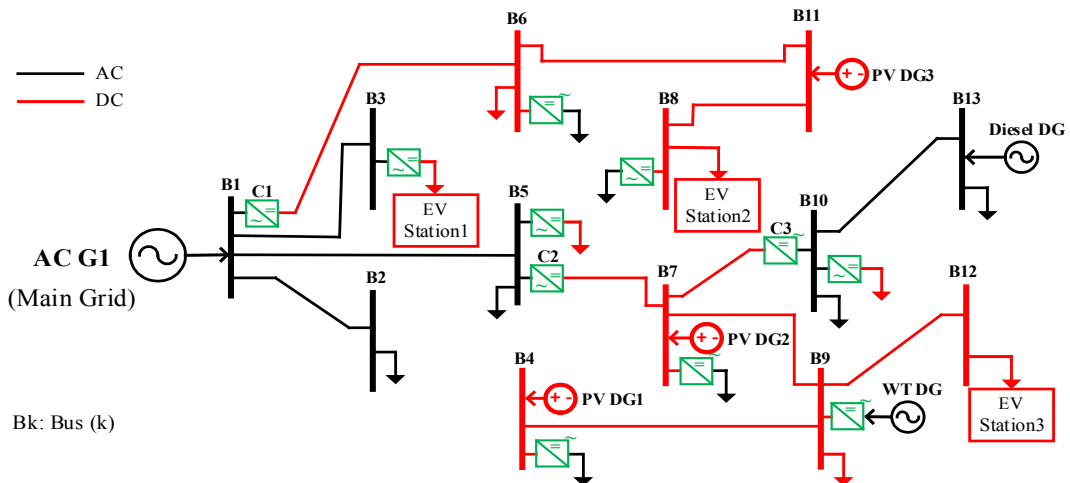 AC
DC
B1
C1
AC G1
(Main Grid)
B3
EV
Station1
B2
B6
B5
C2
B4
PV DG1
B11
PV DG3
B8
EV
Station2
B7
PV DG2
C3
B10
B13
Diesel DG
B9
WT DG
B12
EV
Station3
Bk: Bus (k)